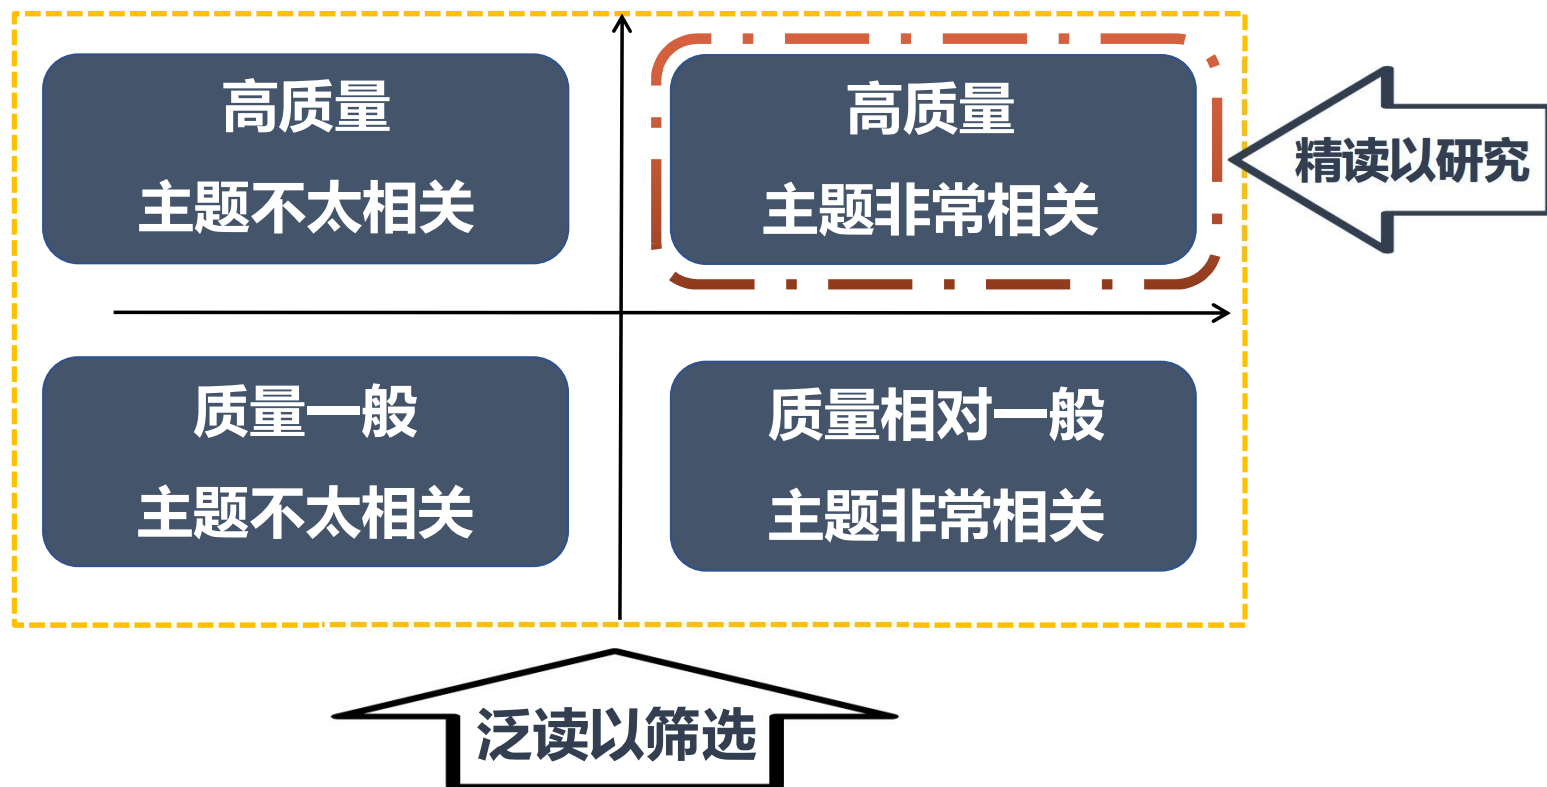 高质量
主题不太相关
高质量
主题非常相关
精读以研究
质量一般
主题不太相关
质量相对一般
主题非常相关
泛读以筛选